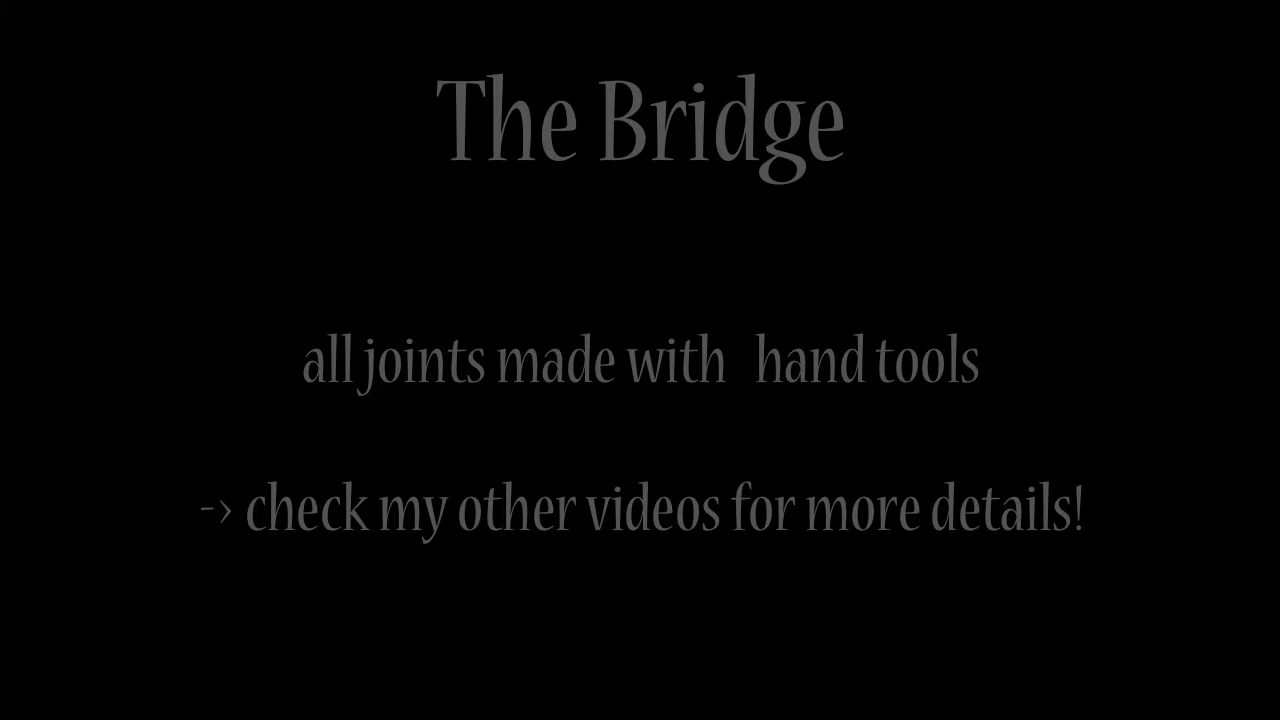 The Bridge
all joints made with hand tools
-> check my other videos for more details!